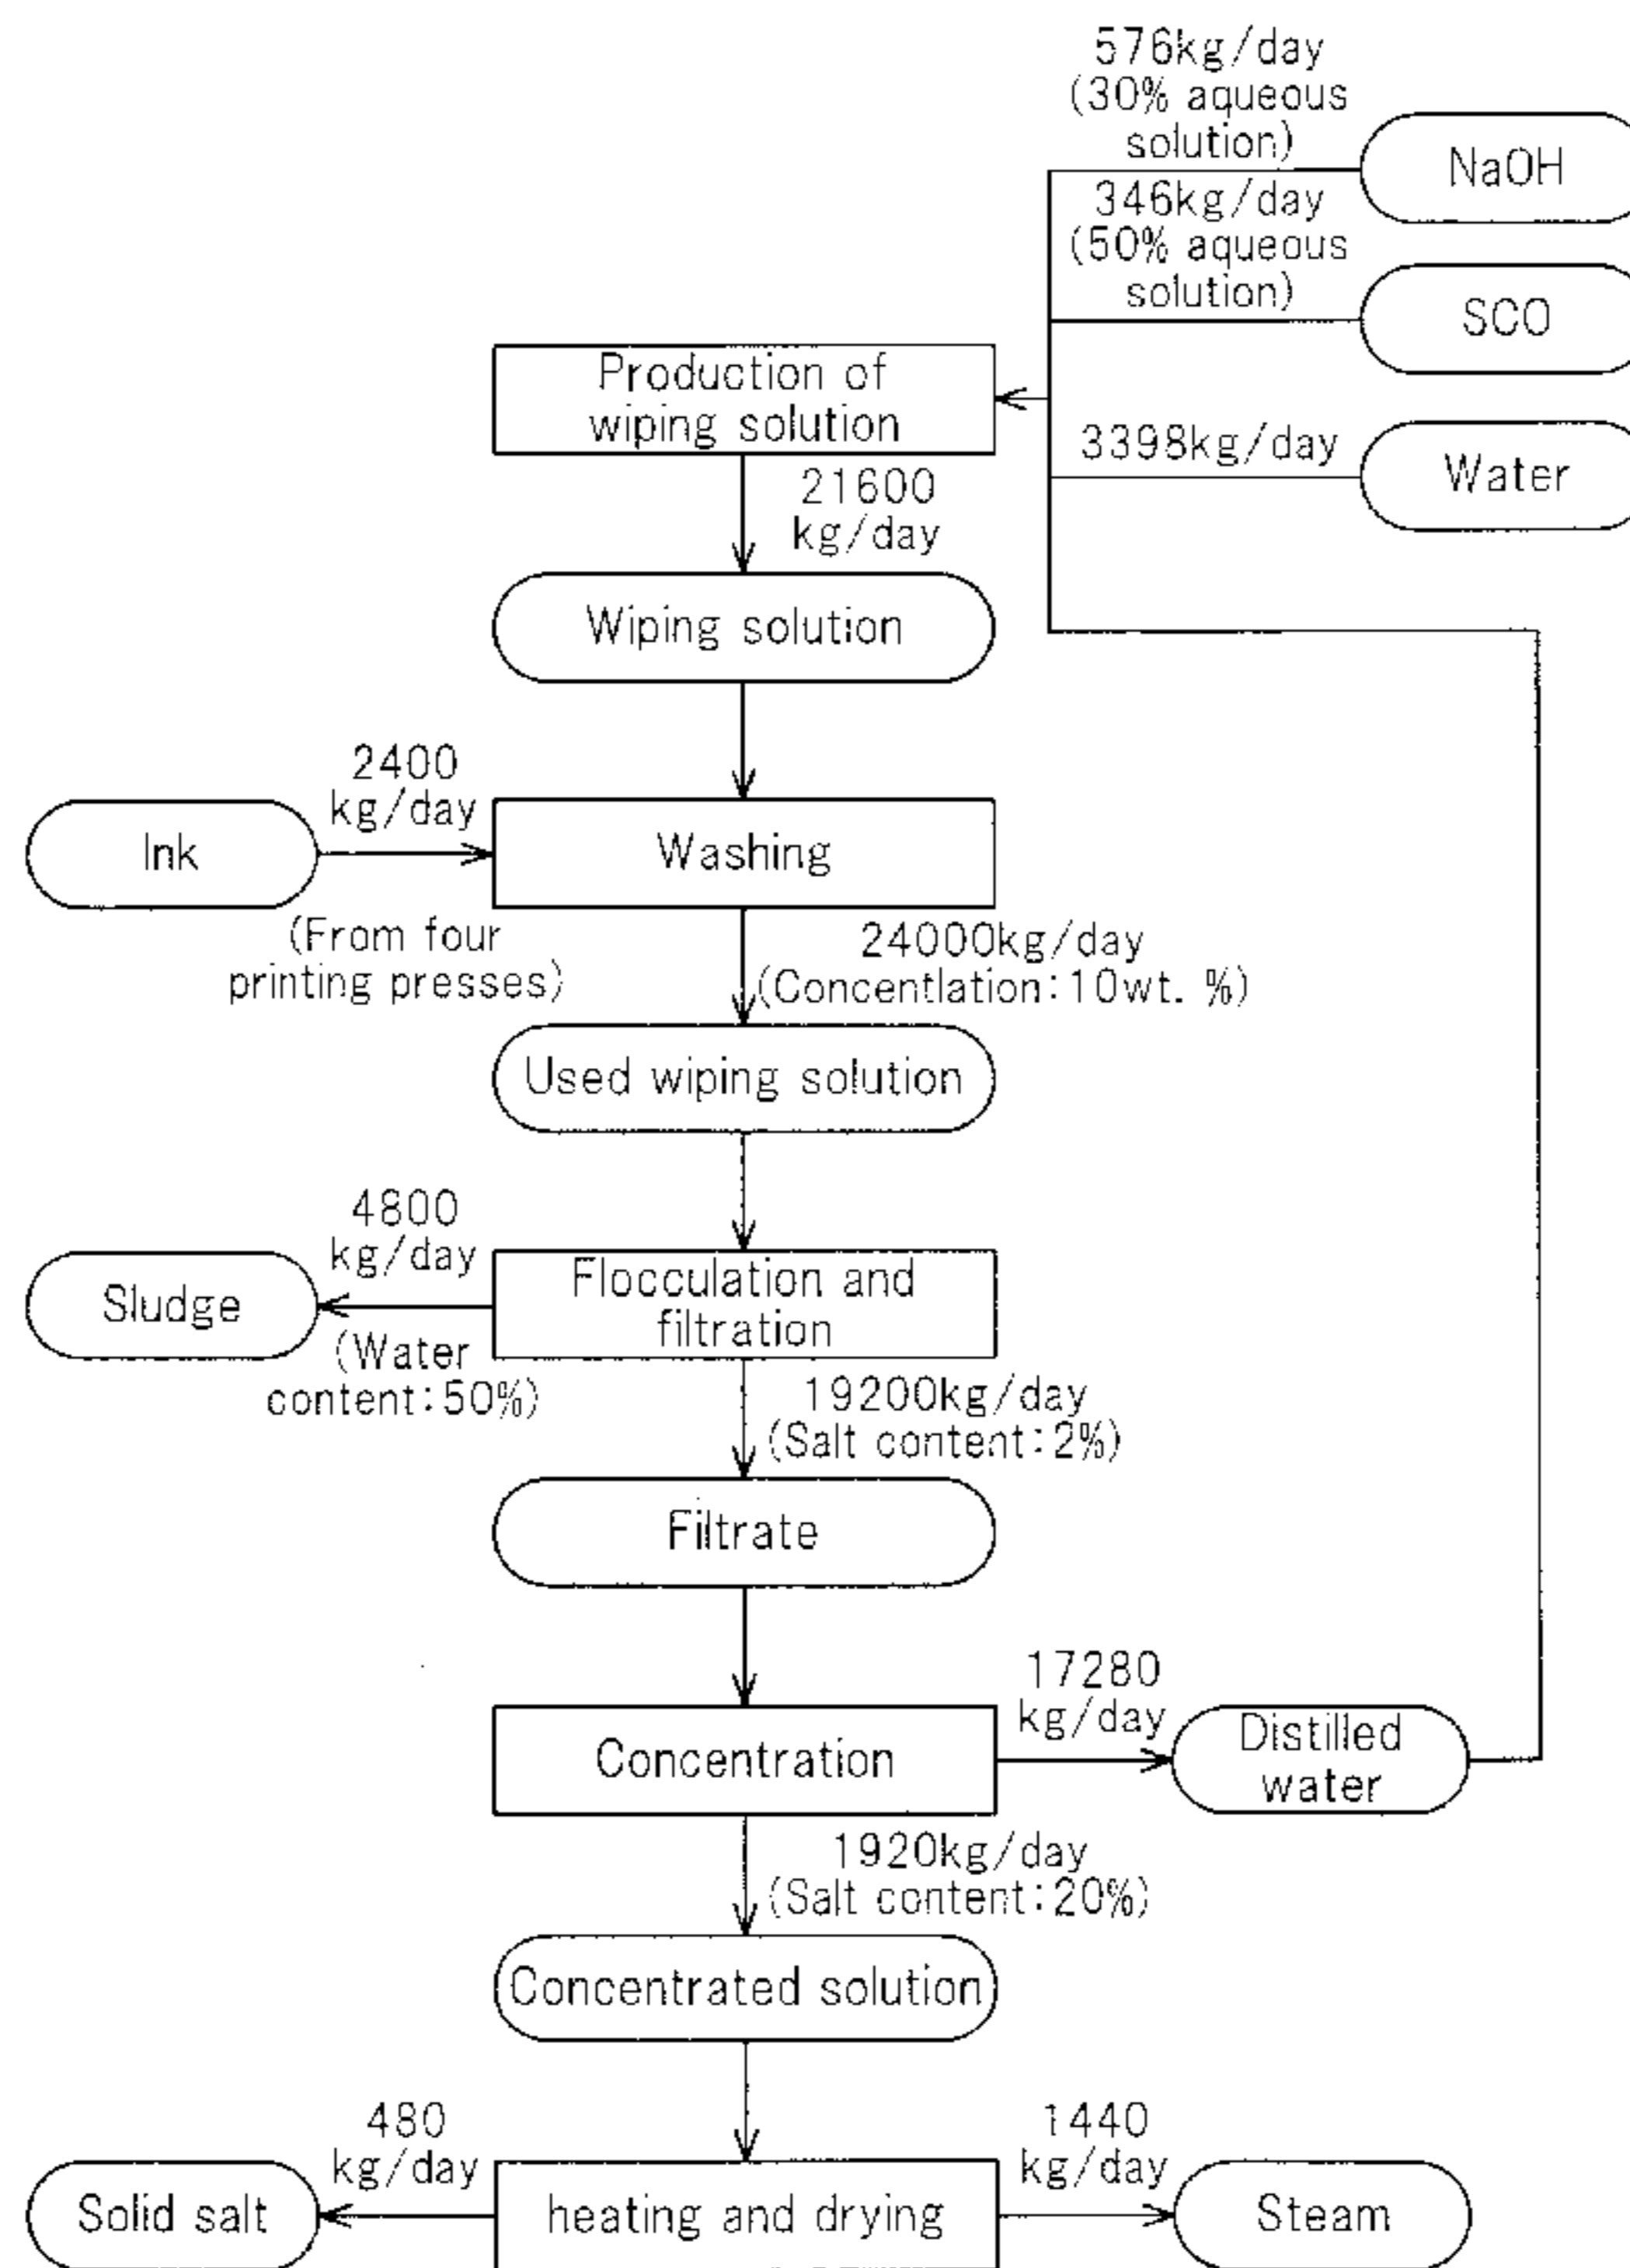 576kg/day
(30% aqueous
solution)
NaOH
346kg/day
(50% aqueous
solution)
SCO
Production of
wiping solution
3398kg/day
Water
21600
kg/day
Wiping solution
2400
kg/day
Ink
Washing
(From four
printing presses)
24000kg/day
(Concentlation:10wt. %)
Used wiping solution
4800
kg/day
Sludge
Flocculation and
filtration
(Water
content:50%)
19200kg/day
(Salt content:2%)
Filtrate
17280
kg/day
Concentration
Distilled
water
1920kg/day
(Salt content:20%)
Concentrated solution
480
kg/day
1440
kg/day
Solid salt
heating and drying
Steam